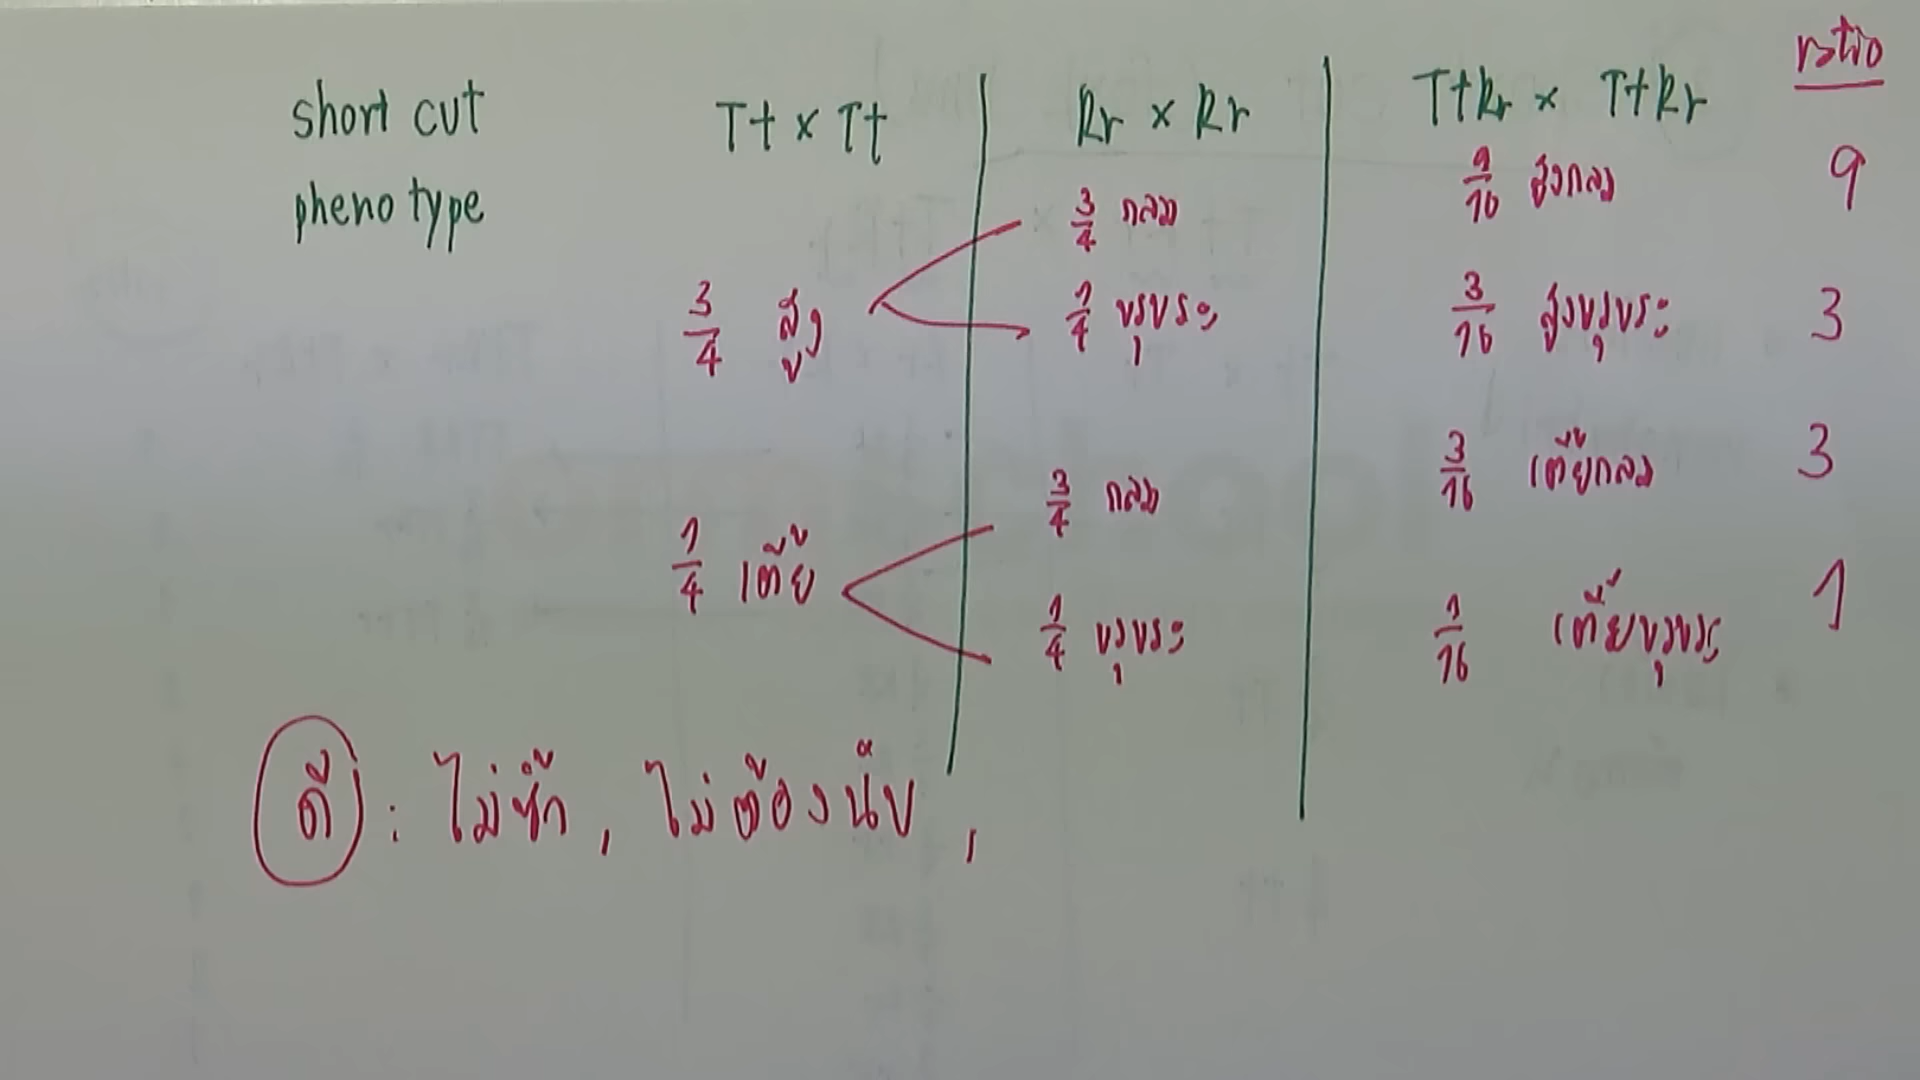 short cut Tt × Tt Rr × Rr TtRr × TtRr ratio
phenotype
3/4 กลม 9/16 สูงกลม 9
3/4 สูง 1/4 ขรุขระ 3/16 สูงขรุขระ 3
3/4 กลม 3/16 เตี้ยกลม 3
1/4 เตี้ย 1/4 ขรุขระ 1/16 เตี้ยขรุขระ 1
ดี : ไม่ซ้ำ , ไม่ต้องนับ ,